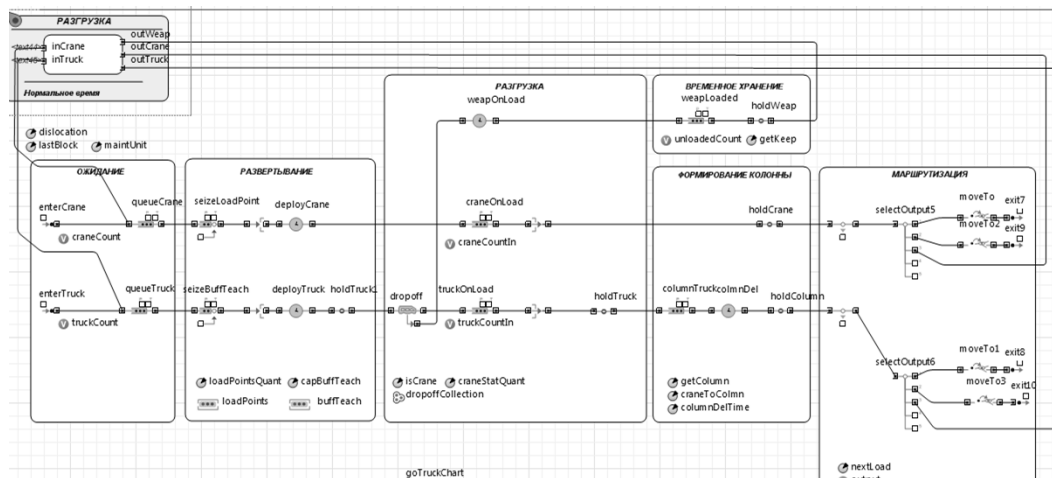 РАЗГРУЗКА
outWeap
inCrane
outCrane
inTruck
outTruck
Нормальное время
dislocation
lastBlock
maintUnit
ОЖИДАНИЕ
enterCrane
queueCrane
craneCount
enterTruck
queueTruck
truckCount
РАЗВЕРТЫВАНИЕ
seizeLoadPoint
deployCrane
seizeBuffTeach
deployTruck
holdTruck1
loadPointsQuant
capBuffTeach
loadPoints
buffTeach
РАЗГРУЗКА
weapOnLoad
craneOnLoad
craneCountIn
dropoff
truckOnLoad
truckCountIn
holdTruck
isCrane
craneStatQuant
dropoffCollection
ВРЕМЕННОЕ ХРАНЕНИЕ
weapLoaded
holdWeap
unloadedCount
getKeep
ФОРМИРОВАНИЕ КОЛОННЫ
holdCrane
columnTruck
colmnDel
holdColumn
getColumn
craneToColmn
columnDelTime
МАРШРУТИЗАЦИЯ
selectOutput5
moveTo
exit7
moveTo2
exit9
selectOutput6
moveTo1
exit8
moveTo3
exit10
nextLoad
goTruckChart